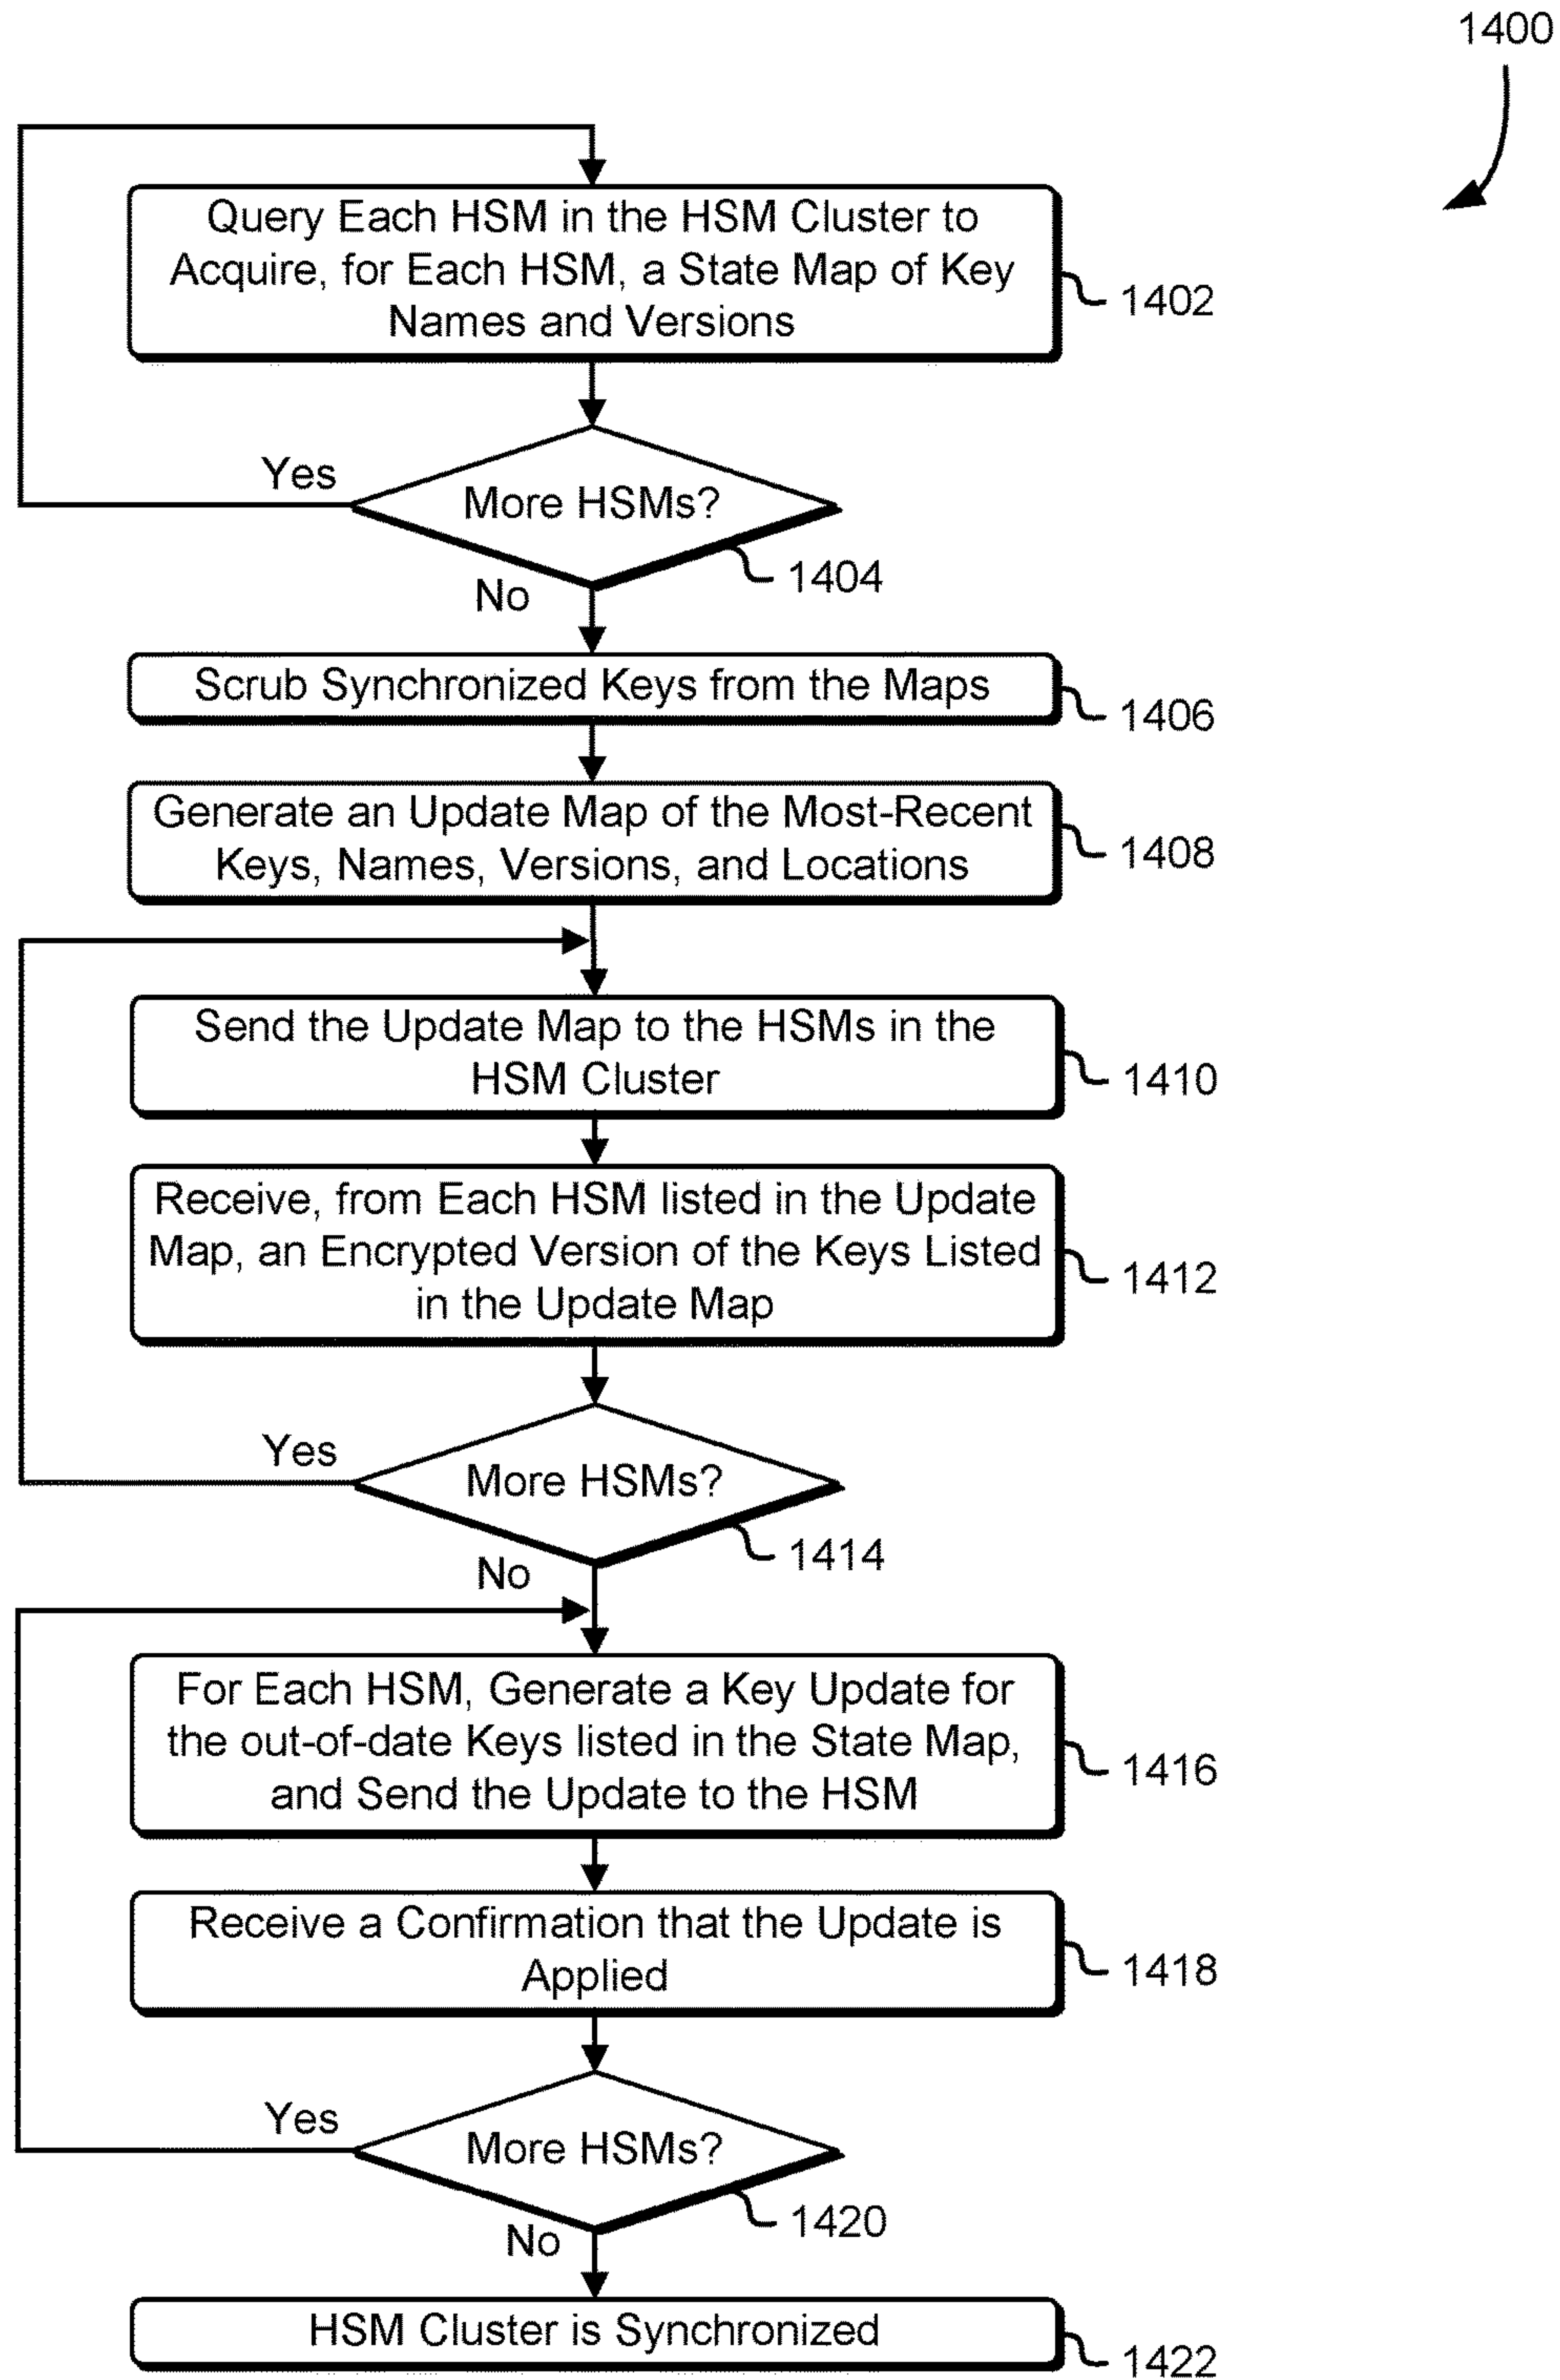 1400
Query Each HSM in the HSM Cluster to
Acquire, for Each HSM, a State Map of Key
Names and Versions
1402
Yes
More HSMs?
1404
No
Scrub Synchronized Keys from the Maps
1406
Generate an Update Map of the Most-Recent
Keys, Names, Versions, and Locations
1408
Send the Update Map to the HSMs in the
HSM Cluster
1410
Receive, from Each HSM listed in the Update
Map, an Encrypted Version of the Keys Listed
in the Update Map
1412
Yes
More HSMs?
1414
No
For Each HSM, Generate a Key Update for
the out-of-date Keys listed in the State Map,
and Send the Update to the HSM
1416
Receive a Confirmation that the Update is
Applied
1418
Yes
More HSMs?
1420
No
HSM Cluster is Synchronized
1422